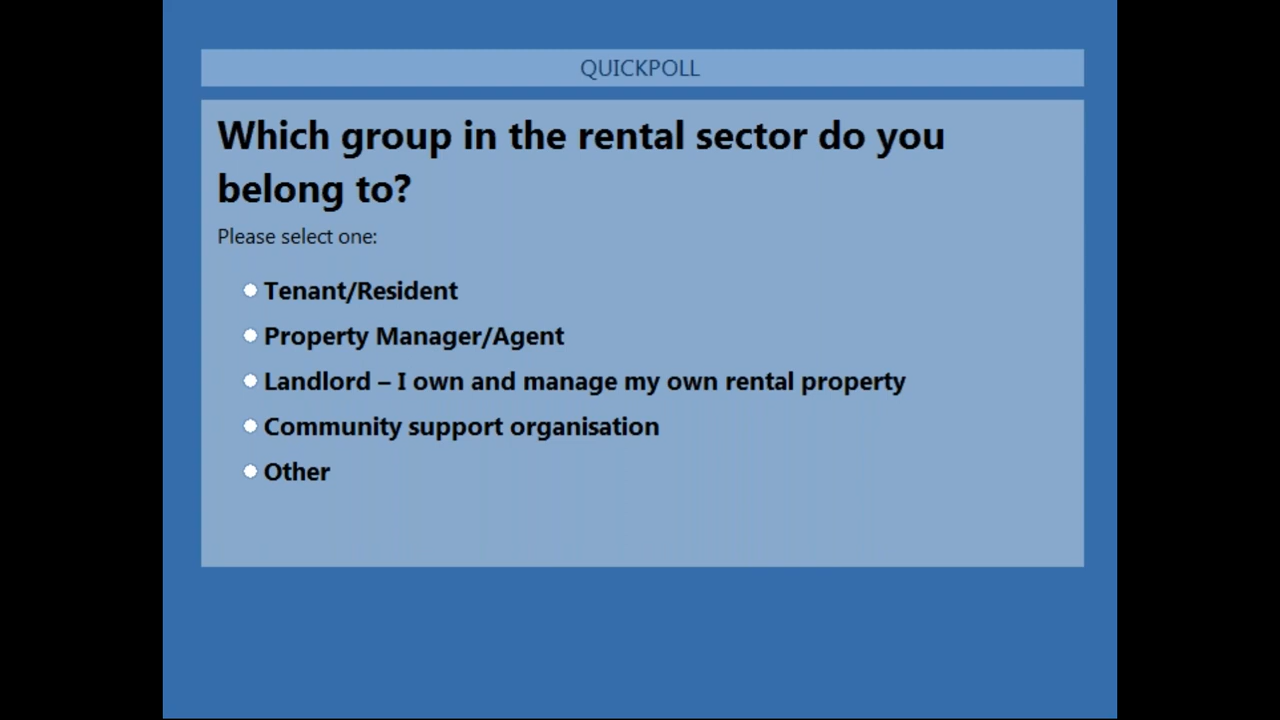 QUICKPOLL
Which group in the rental sector do you
belong to?
Please select one:
Tenant/Resident
Property Manager/Agent
Landlord – I own and manage my own rental property
Community support organisation
Other